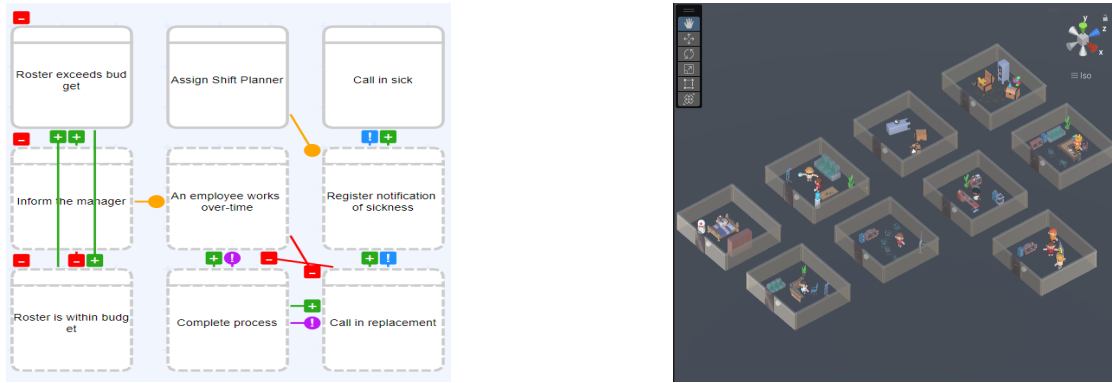 Roster exceeds bud
get
Assign Shift Planner
Call in sick
Inform the manager
An employee works
over-time
Register notification
of sickness
Roster is within budg
et
Complete process
Call in replacement
y
z
x
Iso